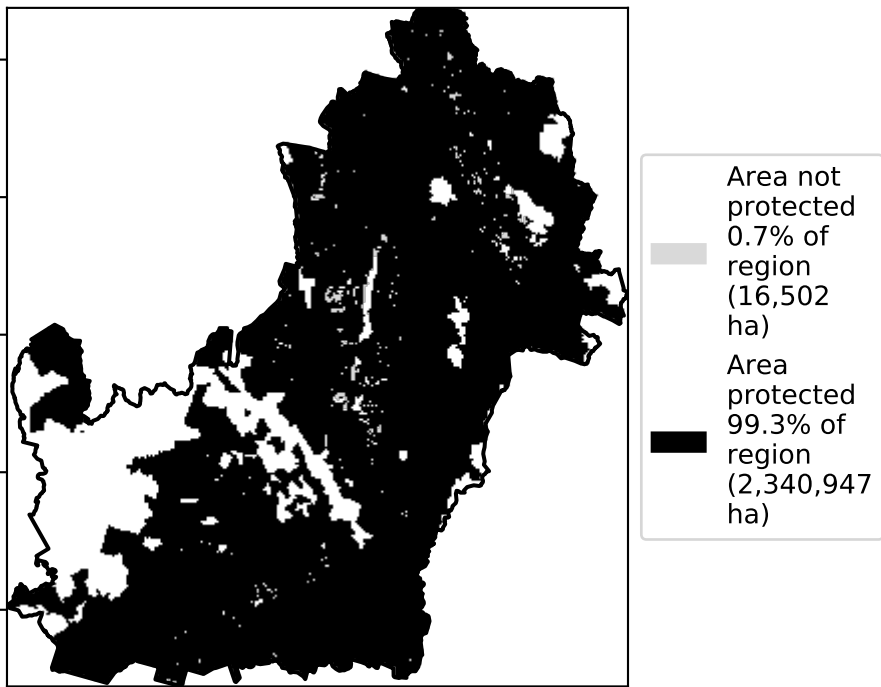 Area not
protected
0.7% of
region
(16,502
ha)
Area
protected
99.3% of
region
(2,340,947
ha)